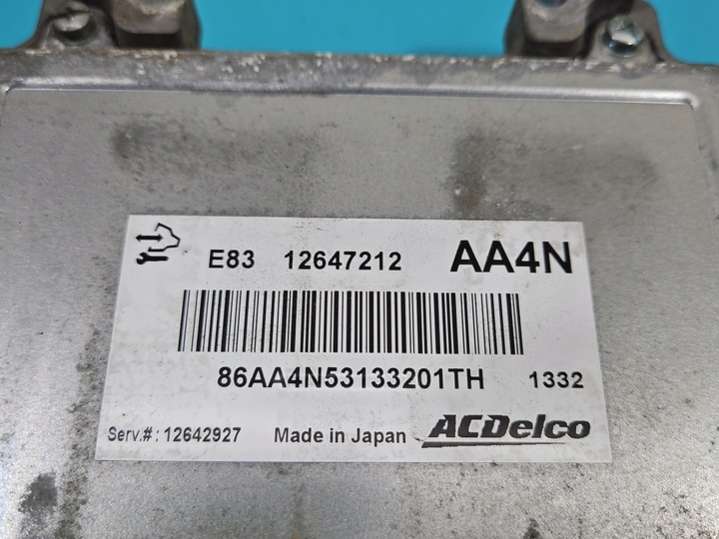 E83 12647212 AA4N
86AA4N53133201TH 1332
Serv.#: 12642927 Made in Japan ACDelco